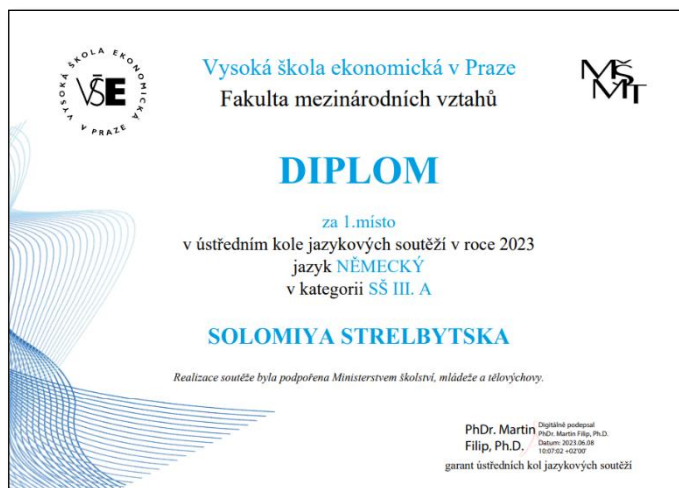 VYSOKÁ ŠKOLA EKONOMICKÁ V PRAZE
VŠE
Vysoká škola ekonomická v Praze
Fakulta mezinárodních vztahů
MŠMT
DIPLOM
za 1.místo
v ústředním kole jazykových soutěží v roce 2023
jazyk NĚMECKÝ
v kategorii SŠ III. A
SOLOMIYA STRELBYTSKA
Realizace soutěže byla podpořena Ministerstvem školství, mládeže a tělovýchovy.
PhDr. Martin
Filip, Ph.D.
Digitálně podepsal
PhDr. Martin Filip, Ph.D.
Datum: 2023.06.08
10:07:02 +02'00'
garant ústředních kol jazykových soutěží